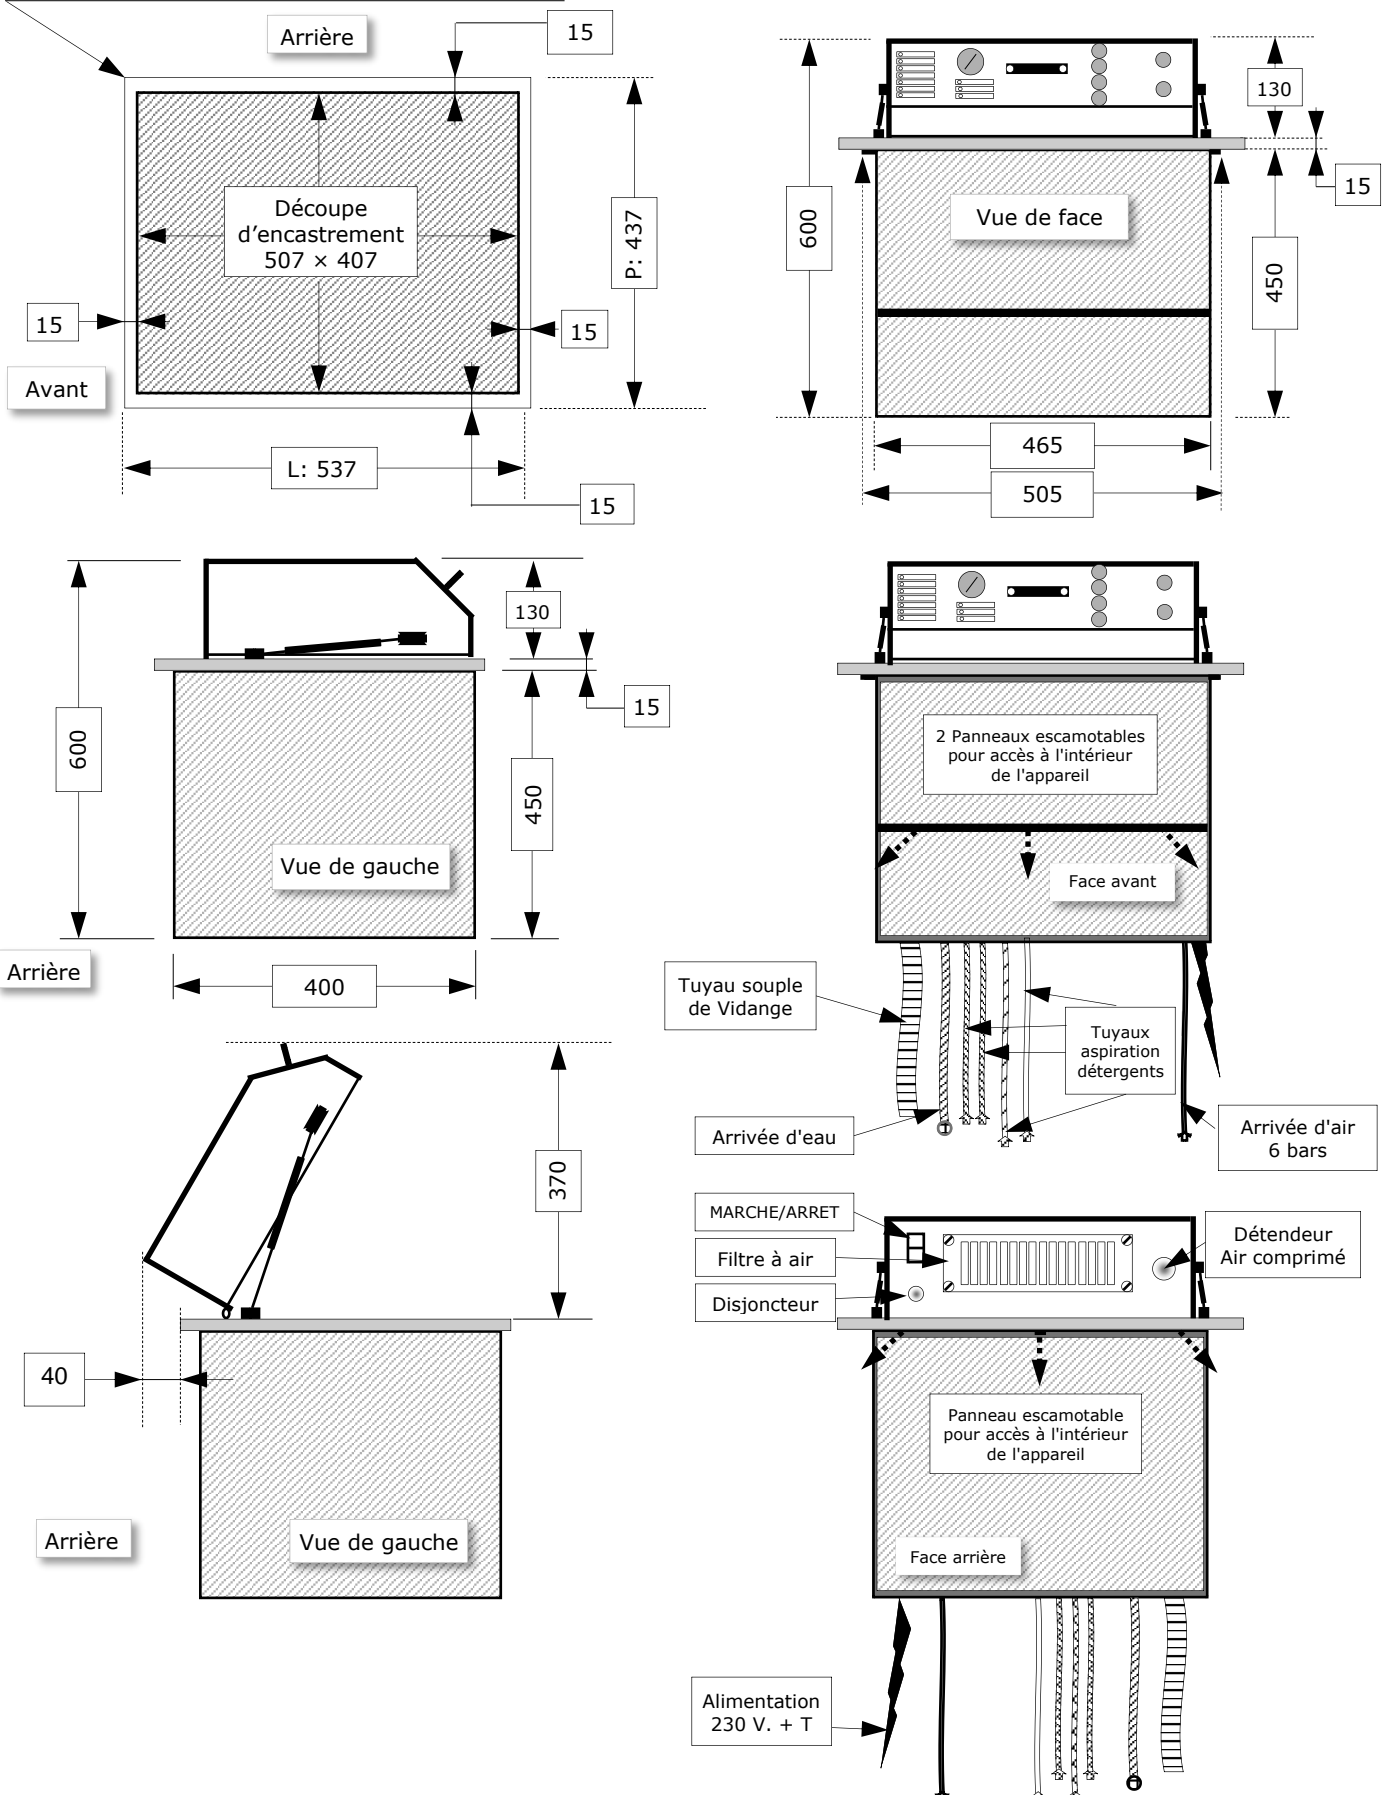 Arrière
15
Découpe
d'encastrement
507 × 407
P: 437
15
15
Avant
L: 537
15
600
130
15
Vue de face
450
465
505
600
130
15
450
Vue de gauche
Arrière
400
2 Panneaux escamotables
pour accès à l'intérieur
de l'appareil
Face avant
Tuyau souple
de Vidange
Tuyaux
aspiration
détergents
Arrivée d'eau
Arrivée d'air
6 bars
370
40
Arrière
Vue de gauche
MARCHE/ARRET
Filtre à air
Disjoncteur
Détendeur
Air comprimé
Panneau escamotable
pour accès à l'intérieur
de l'appareil
Face arrière
Alimentation
230 V. + T